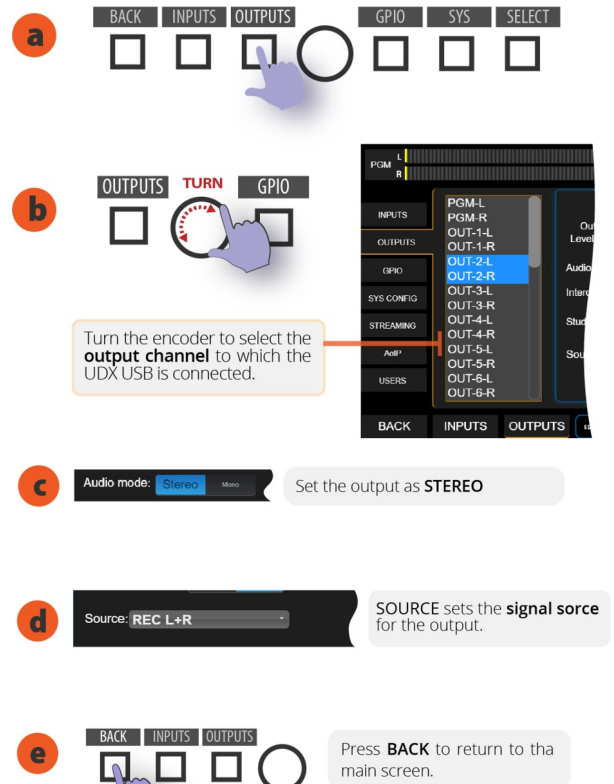 a
BACK INPUTS OUTPUTS GPIO SYS SELECT
b
OUTPUTS TURN GPIO
PGM L
R
INPUTS
OUTPUTS
GPIO
SYS CONFIG
STREAMING
AoIP
USERS
PGM-L
PGM-R
OUT-1-L
OUT-1-R
OUT-2-L
OUT-2-R
OUT-3-L
OUT-3-R
OUT-4-L
OUT-4-R
OUT-5-L
OUT-5-R
OUT-6-L
OUT-6-R
Level
Audio
BACK INPUTS OUTPUTS
Turn the encoder to select the
output channel to which the
UDX USB is connected.
c
Audio mode: Stereo Mono
Set the output as STEREO
d
Source: REC L+R
SOURCE sets the signal sorce
for the output.
e
BACK INPUTS OUTPUTS
Press BACK to return to tha
main screen.